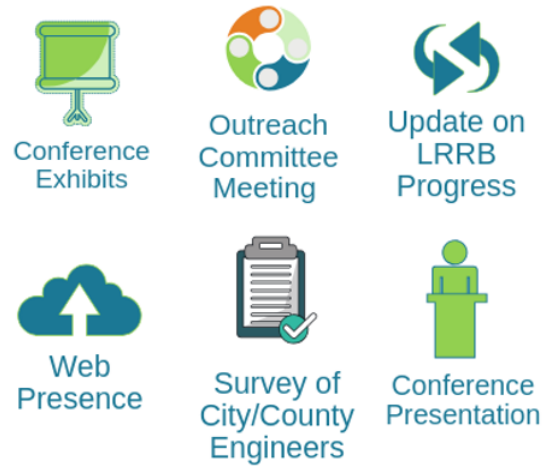 Conference
Exhibits
Outreach
Committee
Meeting
Update on
LRRB
Progress
Web
Presence
Survey of
City/County
Engineers
Conference
Presentation